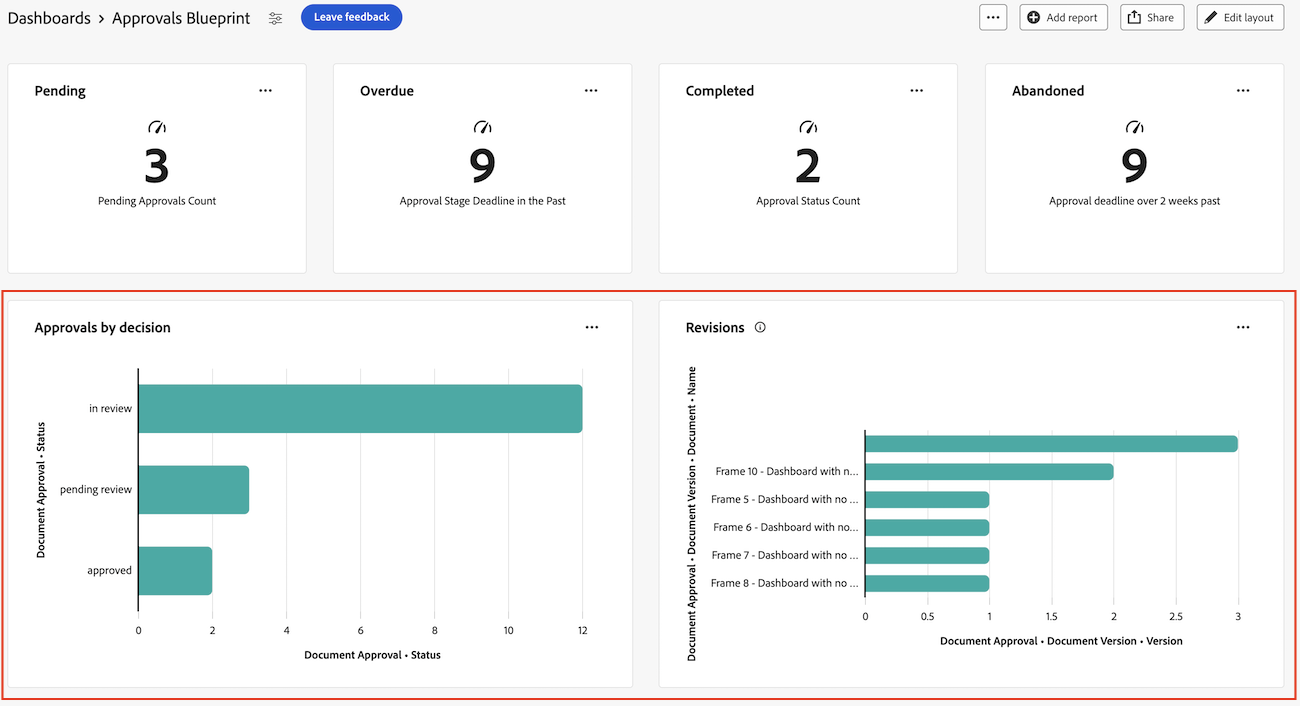 Dashboards > Approvals Blueprint
Leave feedback
Add report
Share
Edit layout
Pending
3
Pending Approvals Count
Overdue
9
Approval Stage Deadline in the Past
Completed
2
Approval Status Count
Abandoned
9
Approval deadline over 2 weeks past
Approvals by decision
Document Approval • Status
in review
pending review
approved
0 2 4 6 8 10 12
Document Approval • Status
Revisions
Document Approval • Document Version • Document • Name
Frame 10 - Dashboard with n...
Frame 5 - Dashboard with no ...
Frame 6 - Dashboard with no...
Frame 7 - Dashboard with no ...
Frame 8 - Dashboard with no ...
0 0.5 1 1.5 2 2.5 3
Document Approval • Document Version • Version